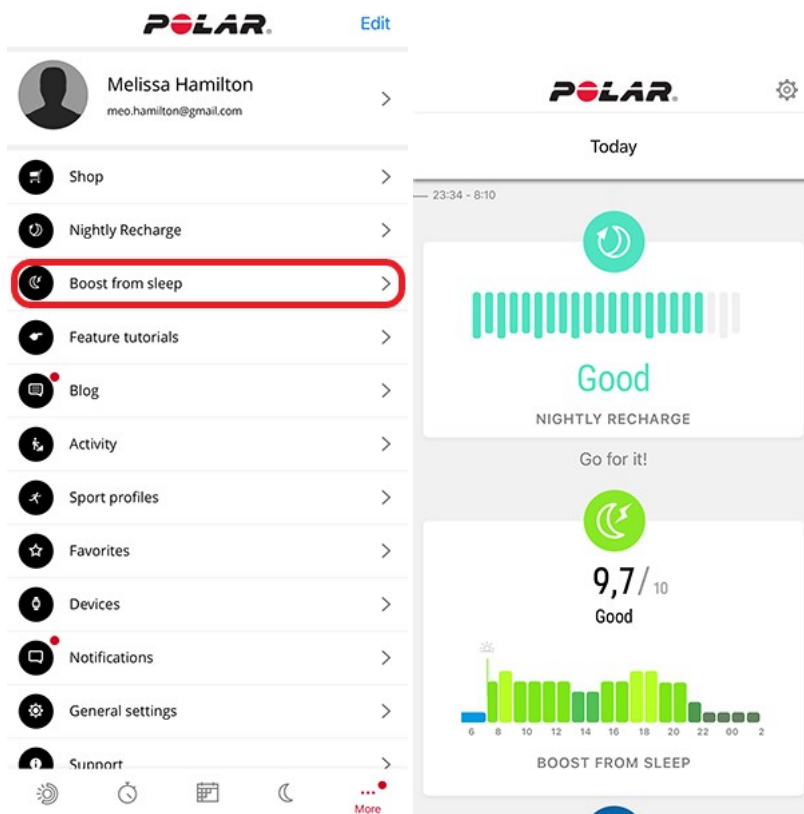 POLAR.
Edit
Melissa Hamilton
meo.hamilton@gmail.com
Shop
Nightly Recharge
Boost from sleep
Feature tutorials
Blog
Activity
Sport profiles
Favorites
Devices
Notifications
General settings
Support
More
POLAR.
Today
23:34 - 8:10
Good
NIGHTLY RECHARGE
Go for it!
9,7/10
Good
6 8 10 12 14 16 18 20 22 00 2
BOOST FROM SLEEP